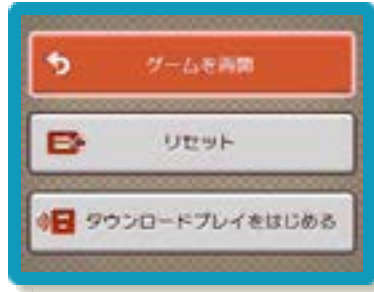 ゲームを再開
リセット
ダウンロードプレイをはじめる